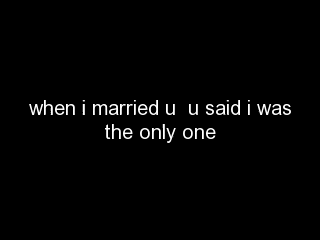 when i married u  u said i was
the only one